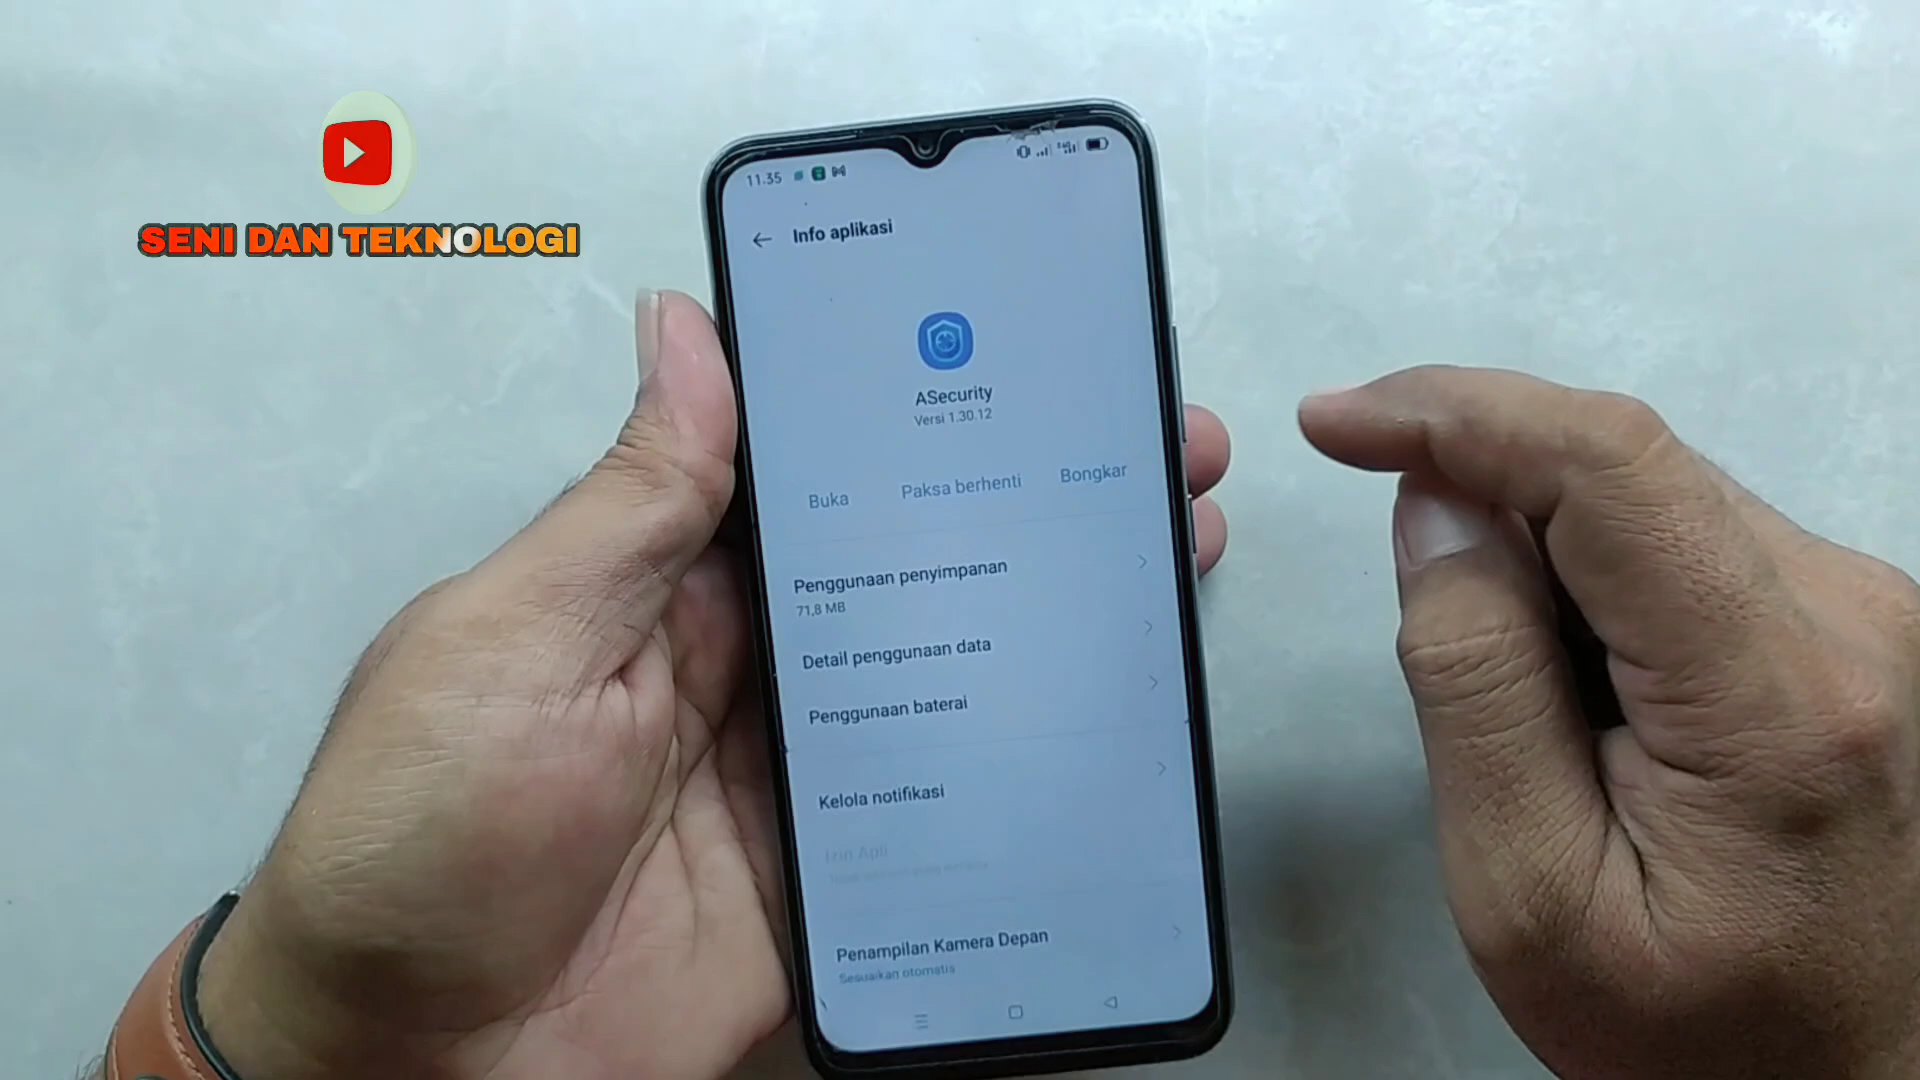 SENI DAN TEKNOLOGI
11.35
Info aplikasi
ASecurity
Versi 1.30.12
Buka
Paksa berhenti
Bongkar
Penggunaan penyimpanan
71,8 MB
Detail penggunaan data
Penggunaan baterai
Kelola notifikasi
Izin Apli
Penampilan Kamera Depan
Sesuaikan otomatis